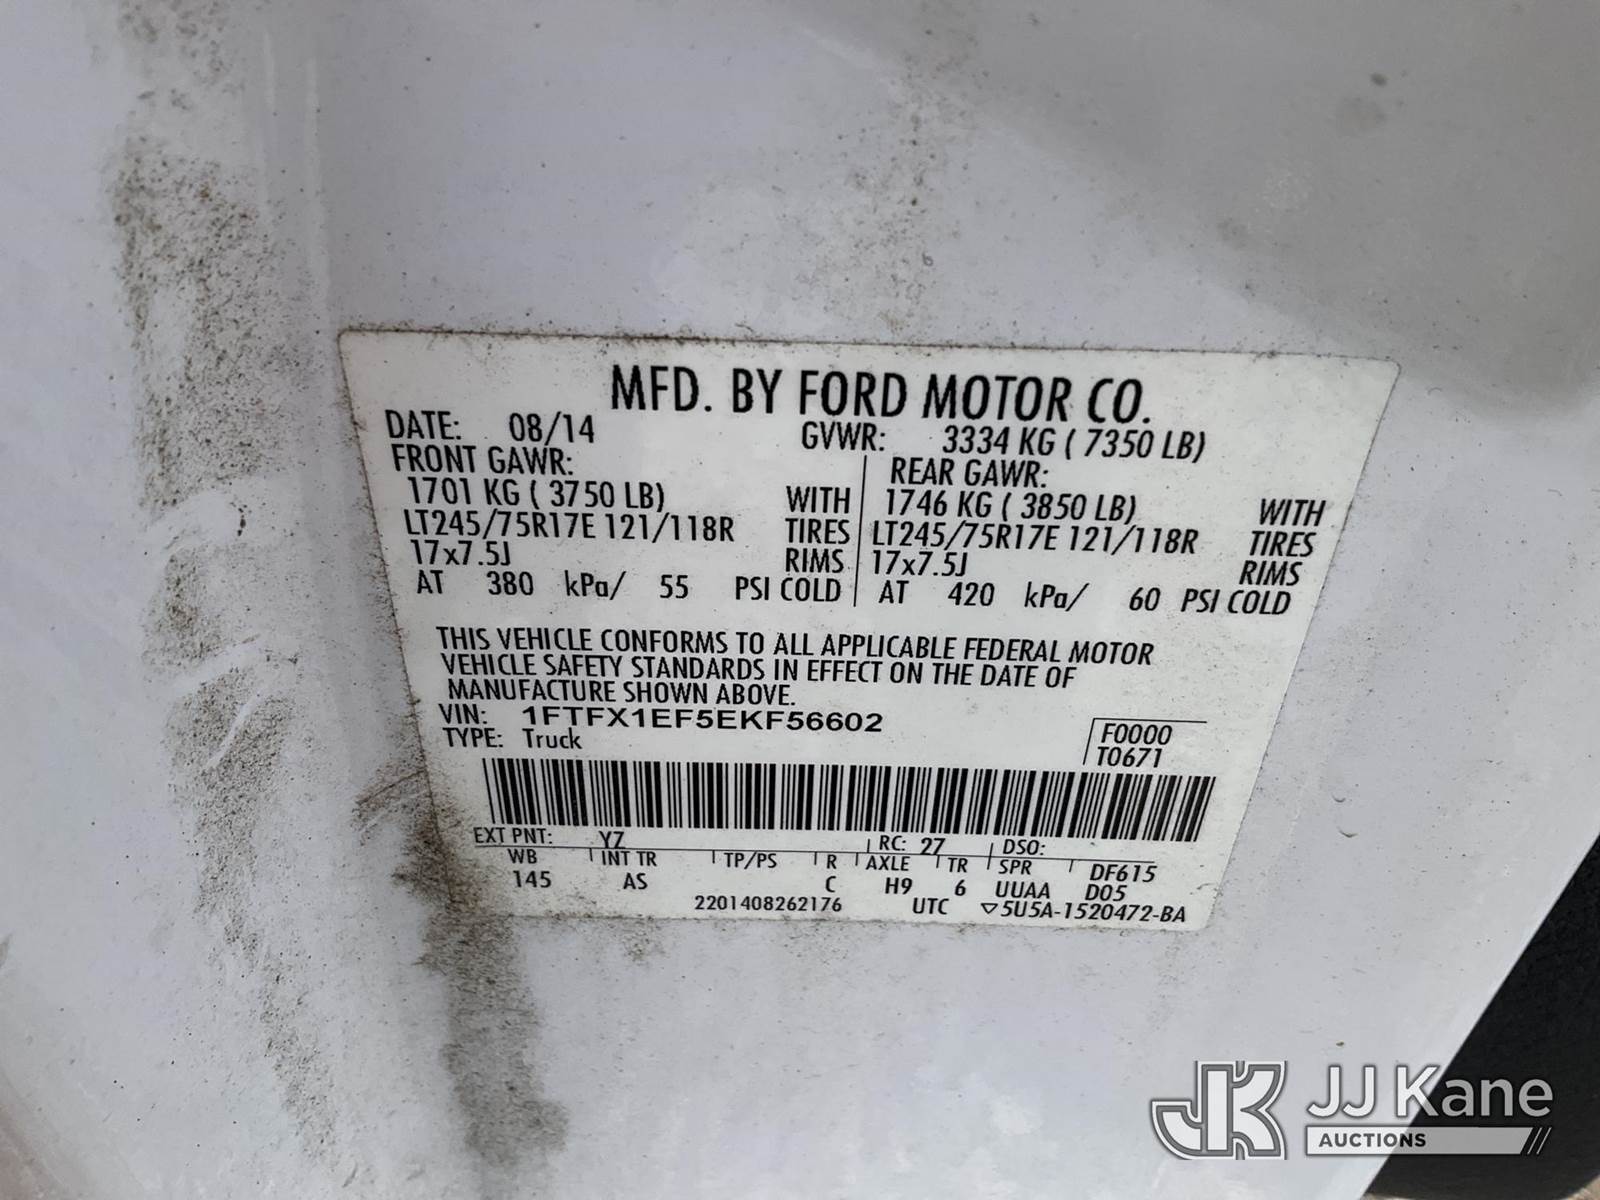 MFD. BY FORD MOTOR CO.
DATE: 08/14 GVWR: 3334 KG ( 7350 LB)
FRONT GAWR: REAR GAWR:
1701 KG ( 3750 LB) WITH 1746 KG ( 3850 LB) WITH
LT245/75R17E 121/118R TIRES LT245/75R17E 121/118R TIRES
17x7.5J RIMS 17x7.5J RIMS
AT 380 kPa/ 55 PSI COLD AT 420 kPa/ 60 PSI COLD
THIS VEHICLE CONFORMS TO ALL APPLICABLE FEDERAL MOTOR
VEHICLE SAFETY STANDARDS IN EFFECT ON THE DATE OF
MANUFACTURE SHOWN ABOVE.
VIN: 1FTFX1EF5EKF56602 F0000
TYPE: Truck T0671
EXT PNT: YZ RC: 27 DSO:
WB INT TR TP/PS R AXLE TR SPR DF615
145 AS C H9 6 UUAA D05
2201408262176 UTC ▽5U5A-1520472-BA
JJ Kane
AUCTIONS